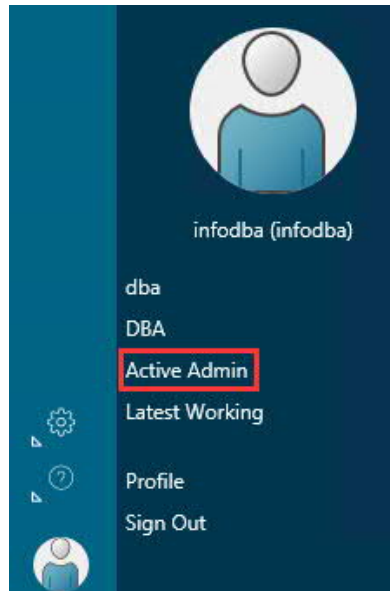 infodba (infodba)
dba
DBA
Active Admin
Latest Working
?
Profile
Sign Out